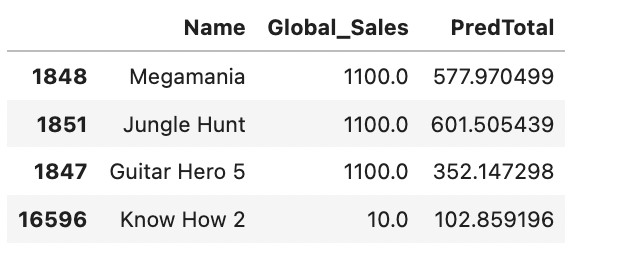 Name Global_Sales PredTotal
1848 Megamania 1100.0 577.970499
1851 Jungle Hunt 1100.0 601.505439
1847 Guitar Hero 5 1100.0 352.147298
16596 Know How 2 10.0 102.859196